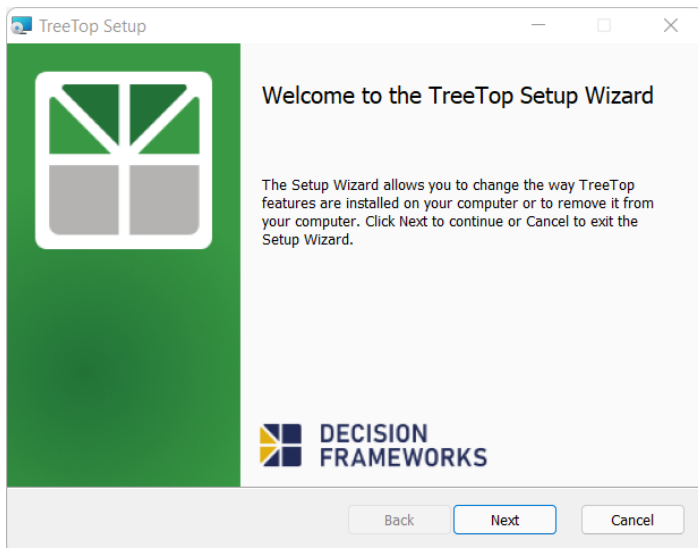 TreeTop Setup
Welcome to the TreeTop Setup Wizard
The Setup Wizard allows you to change the way TreeTop
features are installed on your computer or to remove it from
your computer. Click Next to continue or Cancel to exit the
Setup Wizard.
DECISION
FRAMEWORKS
Back Next Cancel